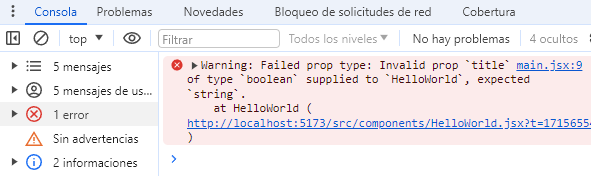 Consola Problemas Novedades Bloqueo de solicitudes de red Cobertura
top Filtrar Todos los niveles No hay problemas 4 ocultos
5 mensajes
5 mensajes de us...
1 error
Sin advertencias
2 informaciones
Warning: Failed prop type: Invalid prop `title` main.jsx:9
of type `boolean` supplied to `HelloWorld`, expected
`string`.
at HelloWorld (
http://localhost:5173/src/components/HelloWorld.jsx?t=17156554
)